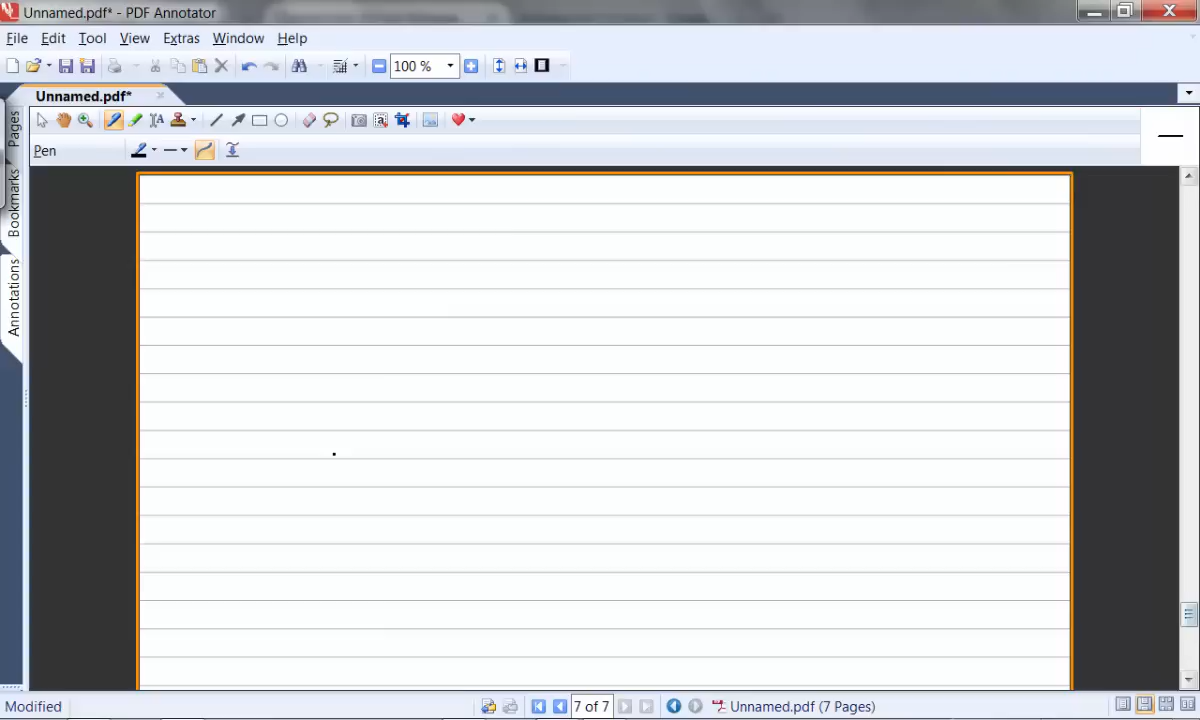 Unnamed.pdf* - PDF Annotator
File Edit Tool View Extras Window Help
100 %
Unnamed.pdf*
Pen
Pages
Bookmarks
Annotations
Modified
7 of 7
Unnamed.pdf (7 Pages)